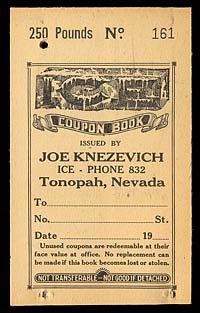 250 Pounds Nº 161
COUPON BOOK
ISSUED BY
JOE KNEZEVICH
ICE - PHONE 832
Tonopah, Nevada
To
No. St.
Date 19
Unused coupons are redeemable at their
face value at office. No replacement can
be made if this book becomes lost or stolen.
NOT TRANSFERABLE - NOT GOOD IF DETACHED